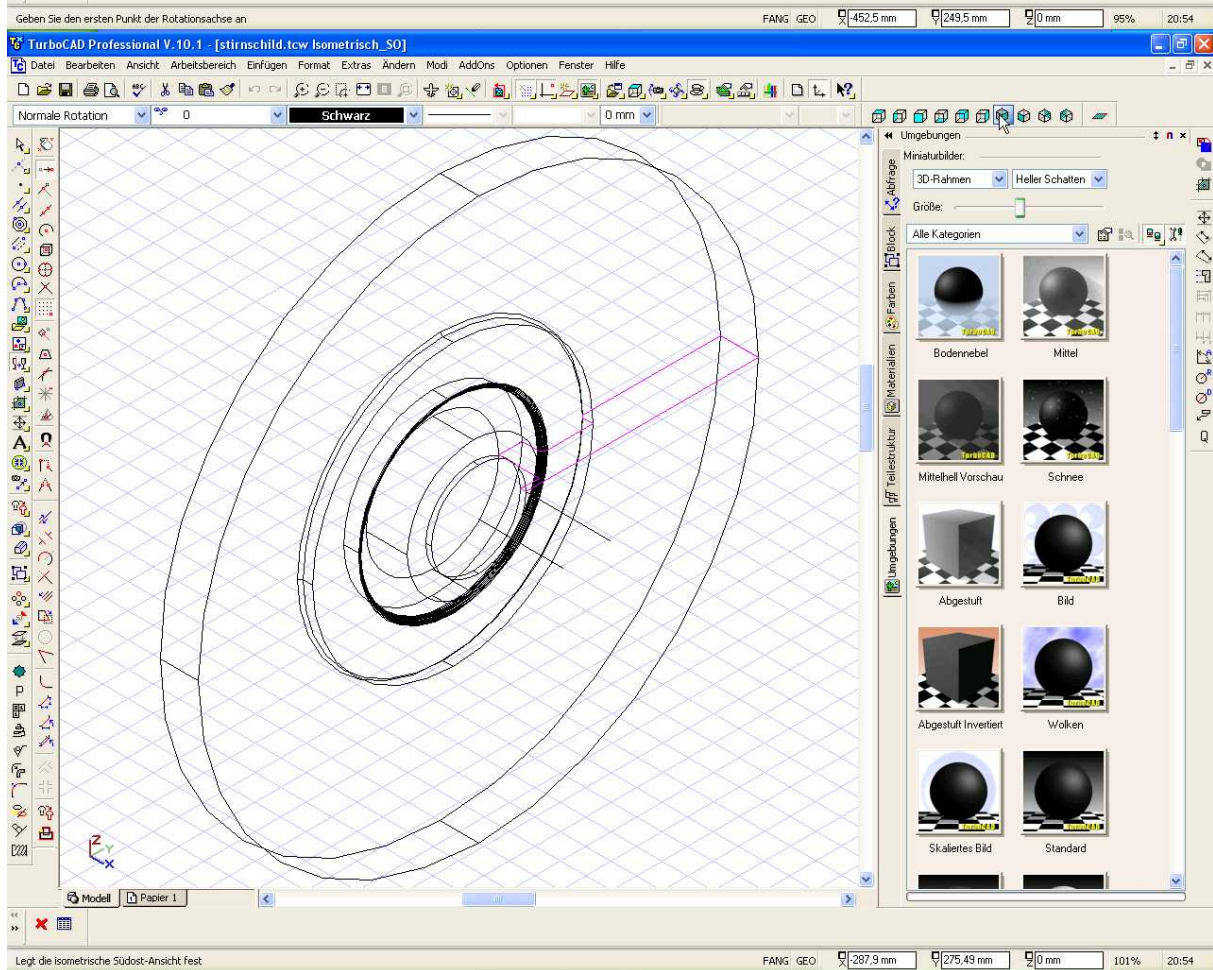 Geben Sie den ersten Punkt der Rotationsachse an FANG GEO X -452,5 mm Y 249,5 mm Z 0 mm 95% 20:54
TurboCAD Professional V.10.1 - [stirnschild.tcw Isometrisch_SO]
Datei Bearbeiten Ansicht Arbeitsbereich Einfügen Format Extras Ändern Modi AddOns Optionen Fenster Hilfe
Normale Rotation 0 Schwarz 0 mm
Umgebungen
Miniaturbilder:
3D-Rahmen Heller Schatten
Größe:
Alle Kategorien
Abfrage
Block
Farben
Materialien
Teilestruktur
Umgebungen
TurboCAD TurboCAD
Bodennebel Mittel
TurboCAD TurboCAD
Mittelhell Vorschau Schnee
Abgestuft Bild
Abgestuft Invertiert Wolken
Skaliertes Bild Standard
Z
Y
X
Modell Papier 1
Legt die isometrische Südost-Ansicht fest FANG GEO X -287,9 mm Y 275,49 mm Z 0 mm 101% 20:54